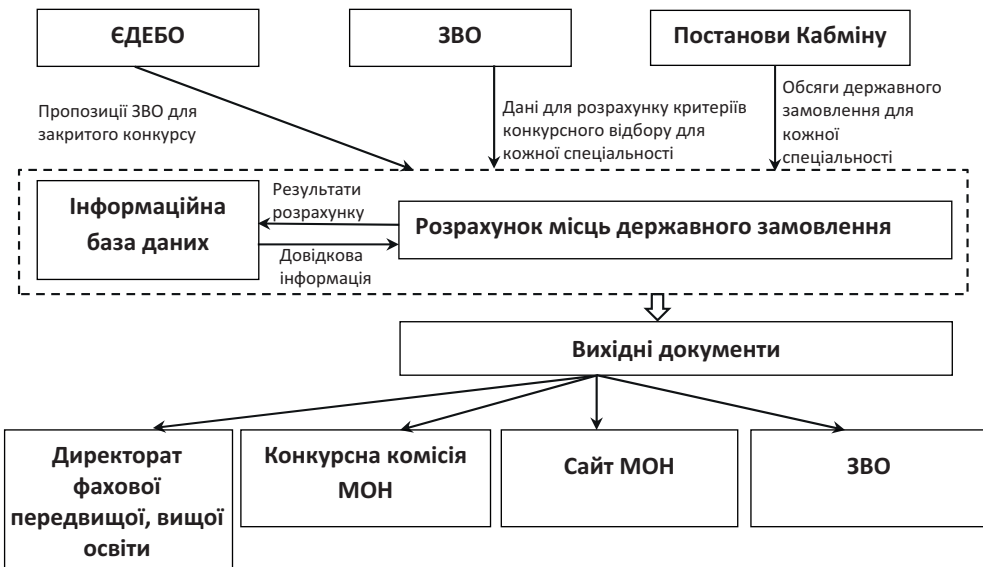 ЄДЕБО
ЗВО
Постанови Кабміну
Пропозиції ЗВО для
закритого конкурсу
Дані для розрахунку критеріїв
конкурсного відбору для
кожної спеціальності
Обсяги державного
замовлення для
кожної
спеціальності
Інформаційна
база даних
Результати
розрахунку
Довідкова
інформація
Розрахунок місць державного замовлення
Вихідні документи
Директорат
фахової
передвищої, вищої
освіти
Конкурсна комісія
МОН
Сайт МОН
ЗВО